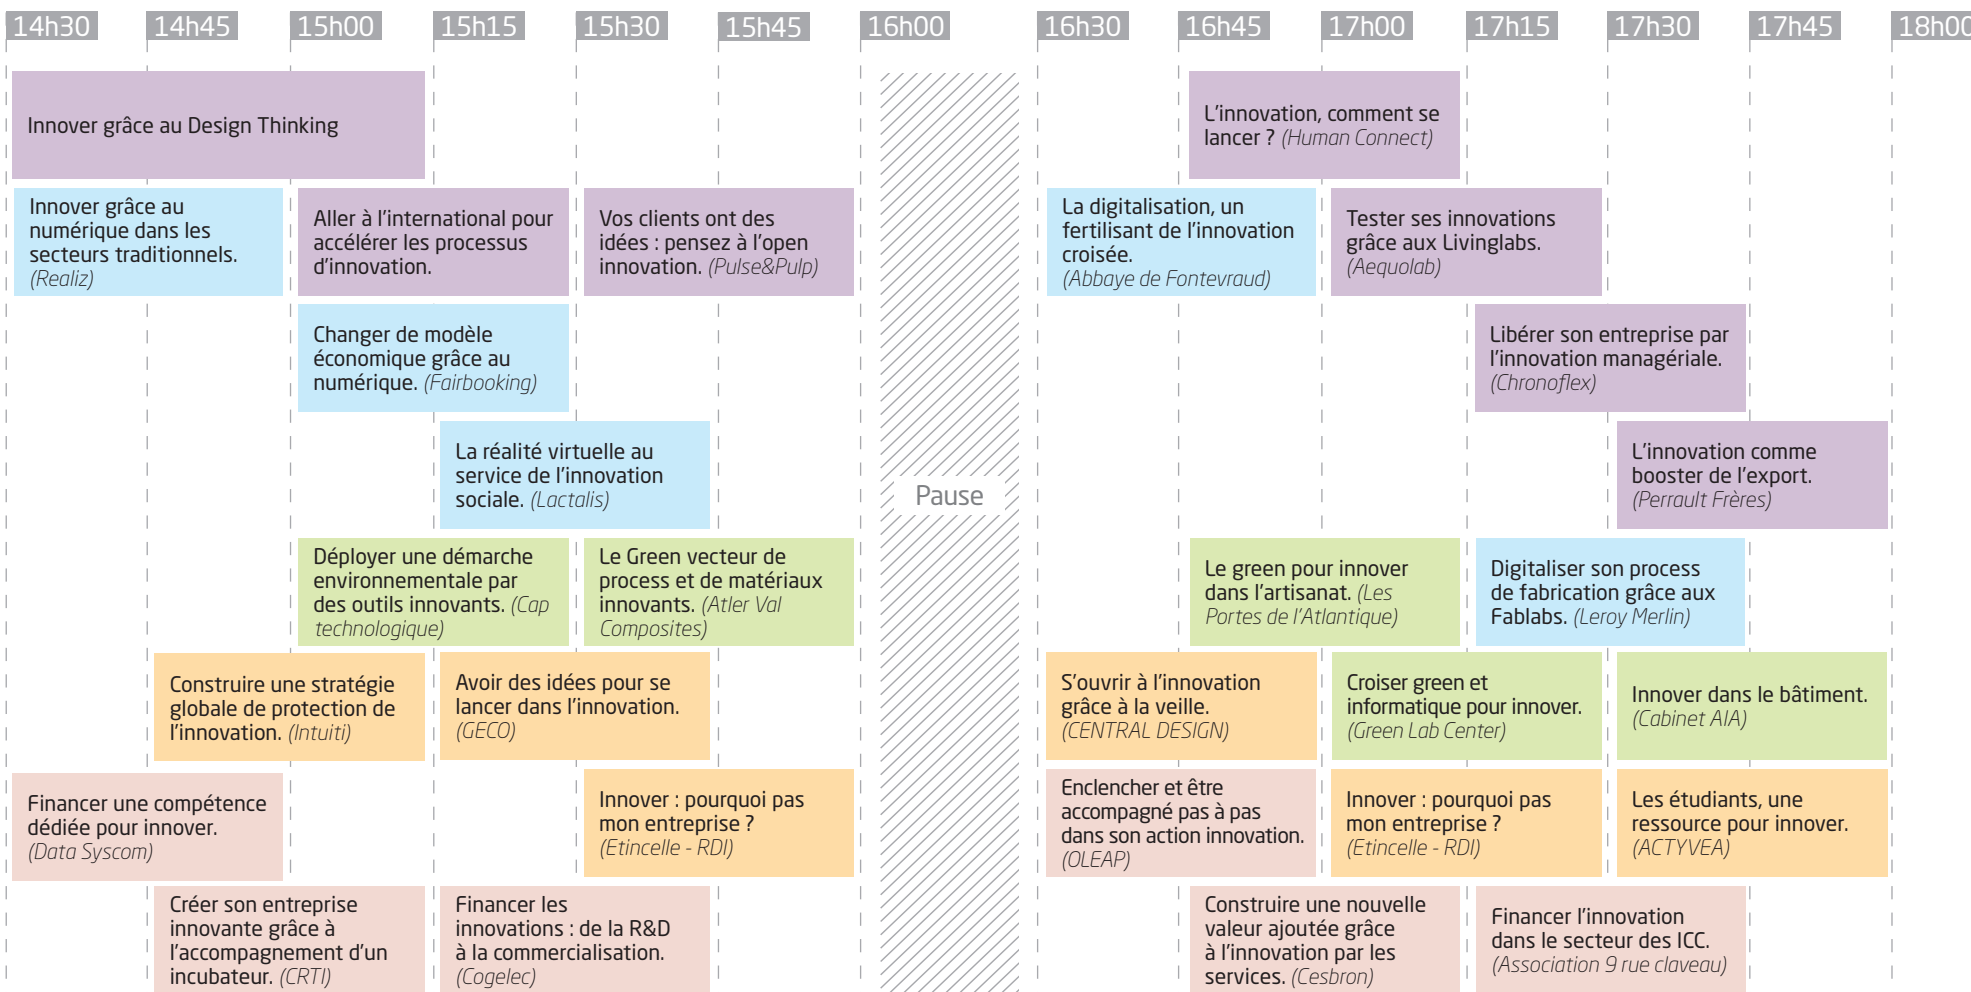 14h30 14h45 15h00 15h15 15h30 15h45 16h00 16h30 16h45 17h00 17h15 17h30 17h45 18h00
Innover grâce au Design Thinking
L'innovation, comment se
lancer ? (Human Connect)
Innover grâce au
numérique dans les
secteurs traditionnels.
(Realiz)
Aller à l'international pour
accélérer les processus
d'innovation.
Vos clients ont des
idées : pensez à l'open
innovation. (Pulse&Pulp)
La digitalisation, un
fertilisant de l'innovation
croisée.
(Abbaye de Fontevraud)
Tester ses innovations
grâce aux Livinglabs.
(Aequolab)
Changer de modèle
économique grâce au
numérique. (Fairbooking)
Libérer son entreprise par
l'innovation managériale.
(Chronoflex)
La réalité virtuelle au
service de l'innovation
sociale. (Lactalis)
Pause
L'innovation comme
booster de l'export.
(Perrault Frères)
Déployer une démarche
environnementale par
des outils innovants. (Cap
technologique)
Le Green vecteur de
process et de matériaux
innovants. (Atler Val
Composites)
Le green pour innover
dans l'artisanat. (Les
Portes de l'Atlantique)
Digitaliser son process
de fabrication grâce aux
Fablabs. (Leroy Merlin)
Construire une stratégie
globale de protection de
l'innovation. (Intuiti)
Avoir des idées pour se
lancer dans l'innovation.
(GECO)
S'ouvrir à l'innovation
grâce à la veille.
(CENTRAL DESIGN)
Croiser green et
informatique pour innover.
(Green Lab Center)
Innover dans le bâtiment.
(Cabinet AIA)
Financer une compétence
dédiée pour innover.
(Data Syscom)
Innover : pourquoi pas
mon entreprise ?
(Etincelle - RDI)
Enclencher et être
accompagné pas à pas
dans son action innovation.
(OLEAP)
Innover : pourquoi pas
mon entreprise ?
(Etincelle - RDI)
Les étudiants, une
ressource pour innover.
(ACTYVEA)
Créer son entreprise
innovante grâce à
l'accompagnement d'un
incubateur. (CRTI)
Financer les
innovations : de la R&D
à la commercialisation.
(Cogelec)
Construire une nouvelle
valeur ajoutée grâce
à l'innovation par les
services. (Cesbron)
Financer l'innovation
dans le secteur des ICC.
(Association 9 rue claveau)